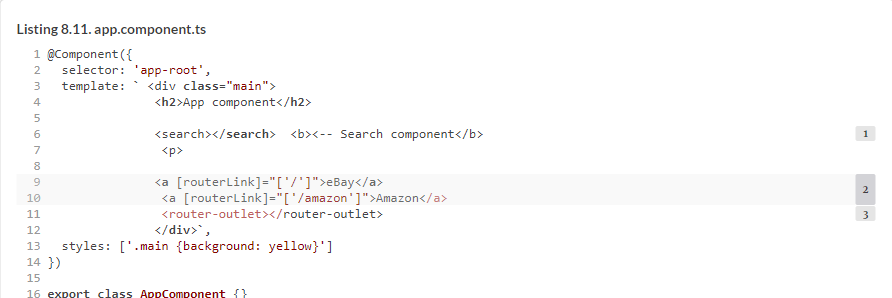 Listing 8.11. app.component.ts
1 @Component({
2   selector: 'app-root',
3   template: ` <div class="main">
4                <h2>App component</h2>
5
6                <search></search>  <b><-- Search component</b> 1
7                 <p>
8
9                <a [routerLink]="['/']">eBay</a>
10                <a [routerLink]="['/amazon']">Amazon</a> 2
11                <router-outlet></router-outlet> 3
12               </div>`,
13   styles: ['.main {background: yellow}']
14 })
15
16 export class AppComponent {}